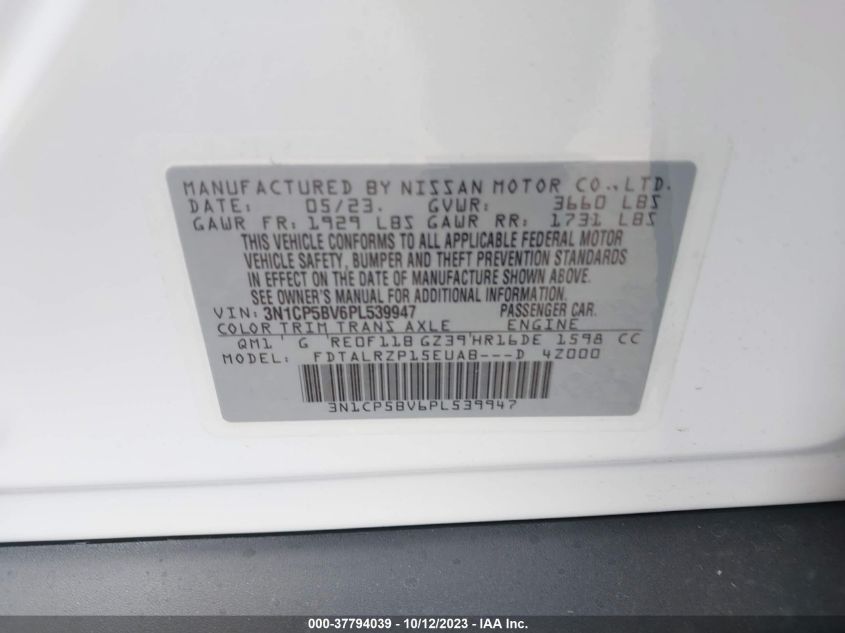 MANUFACTURED BY NISSAN MOTOR CO., LTD.
DATE: 05/23. GVWR: 3660 LBS
GAWR FR: 1929 LBS GAWR RR: 1731 LBS
THIS VEHICLE CONFORMS TO ALL APPLICABLE FEDERAL MOTOR
VEHICLE SAFETY, BUMPER AND THEFT PREVENTION STANDARDS
IN EFFECT ON THE DATE OF MANUFACTURE SHOWN ABOVE.
SEE OWNER'S MANUAL FOR ADDITIONAL INFORMATION.
VIN: 3N1CP5BV6PL539947 PASSENGER CAR.
COLOR TRIM TRANS AXLE ENGINE
QM1 G RE0F11B GZ39 HR16DE 1598 CC
MODEL: FDTALRZP15EUAB---D 4Z000
3N1CP5BV6PL539947
000-37794039 - 10/12/2023 - IAAI.com